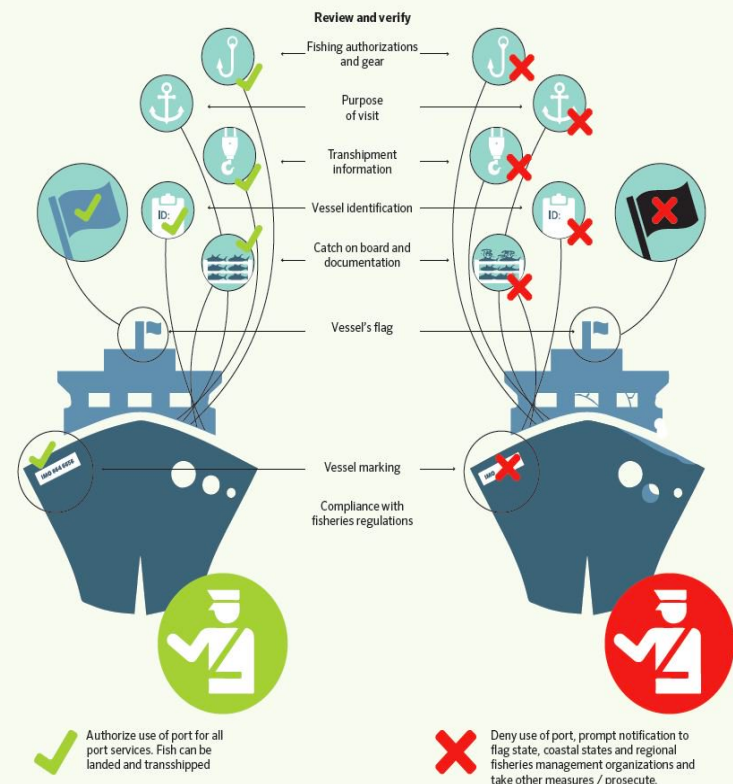 Review and verify
Fishing authorizations
and gear
Purpose
of visit
Transhipment
information
ID:
Vessel identification
ID:
Catch on board and
documentation
Vessel's flag
IMO 864 6656
Vessel marking
IMO
Compliance with
fisheries regulations
Authorize use of port for all
port services. Fish can be
landed and transshipped
Deny use of port, prompt notification to
flag state, coastal states and regional
fisheries management organizations and
take other measures / prosecute.